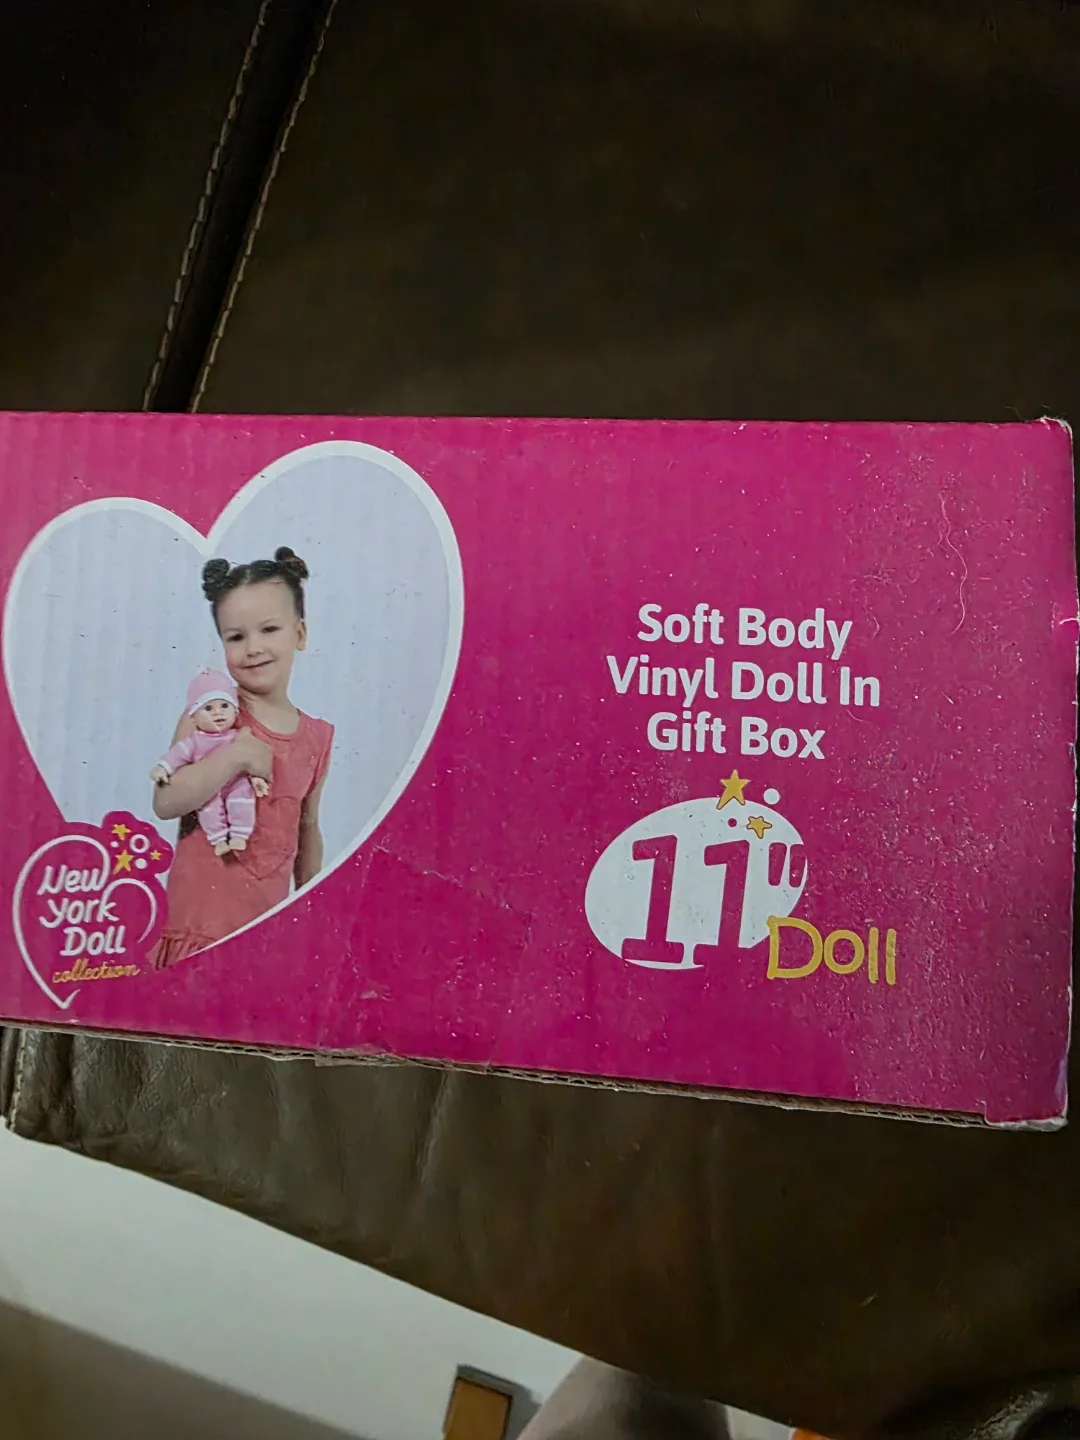 Soft Body
Vinyl Doll In
Gift Box
11"
Doll
New
york
Doll
collection